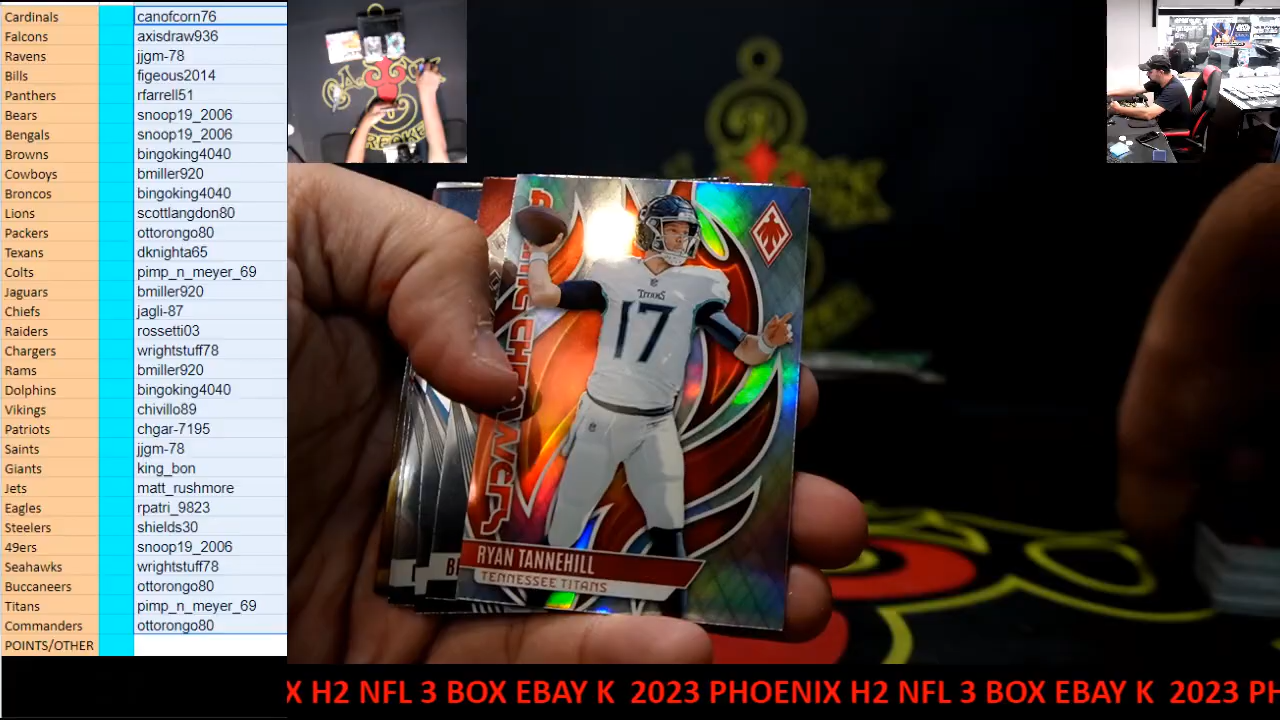 Cardinals canofcorn76
Falcons axisdraw936
Ravens jjgm-78
Bills figeous2014
Panthers rfarrell51
Bears snoop19_2006
Bengals snoop19_2006
Browns bingoking4040
Cowboys bmiller920
Broncos bingoking4040
Lions scottlangdon80
Packers ottorongo80
Texans dknighta65
Colts pimp_n_meyer_69
Jaguars bmiller920
Chiefs jagli-87
Raiders rossetti03
Chargers wrightstuff78
Rams bmiller920
Dolphins bingoking4040
Vikings chivillo89
Patriots chgar-7195
Saints jjgm-78
Giants king_bon
Jets matt_rushmore
Eagles rpatri_9823
Steelers shields30
49ers snoop19_2006
Seahawks wrightstuff78
Buccaneers ottorongo80
Titans pimp_n_meyer_69
Commanders ottorongo80
POINTS/OTHER
TITANS
17
RYAN TANNEHILL
TENNESSEE TITANS
X H2 NFL 3 BOX EBAY K 2023 PHOENIX H2 NFL 3 BOX EBAY K 2023 PH